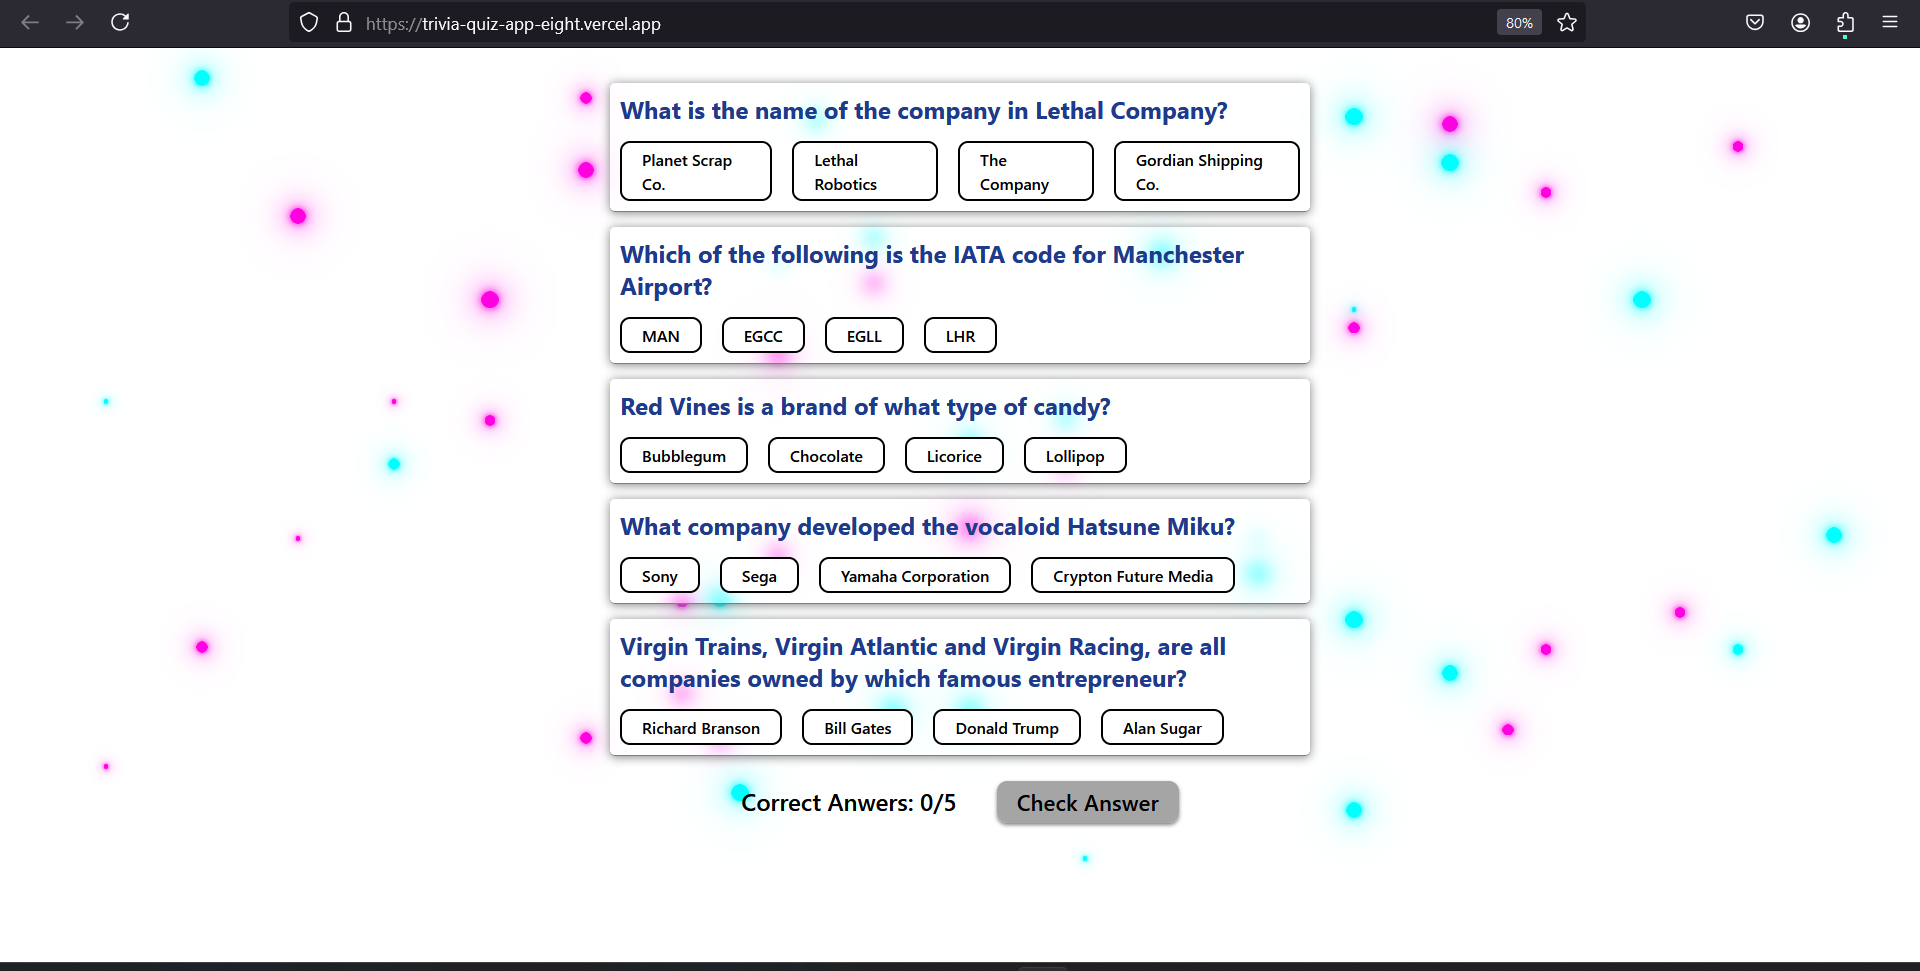 https://trivia-quiz-app-eight.vercel.app
80%
What is the name of the company in Lethal Company?
Planet Scrap
Co.
Lethal
Robotics
The
Company
Gordian Shipping
Co.
Which of the following is the IATA code for Manchester
Airport?
MAN
EGCC
EGLL
LHR
Red Vines is a brand of what type of candy?
Bubblegum
Chocolate
Licorice
Lollipop
What company developed the vocaloid Hatsune Miku?
Sony
Sega
Yamaha Corporation
Crypton Future Media
Virgin Trains, Virgin Atlantic and Virgin Racing, are all
companies owned by which famous entrepreneur?
Richard Branson
Bill Gates
Donald Trump
Alan Sugar
Correct Anwers: 0/5
Check Answer